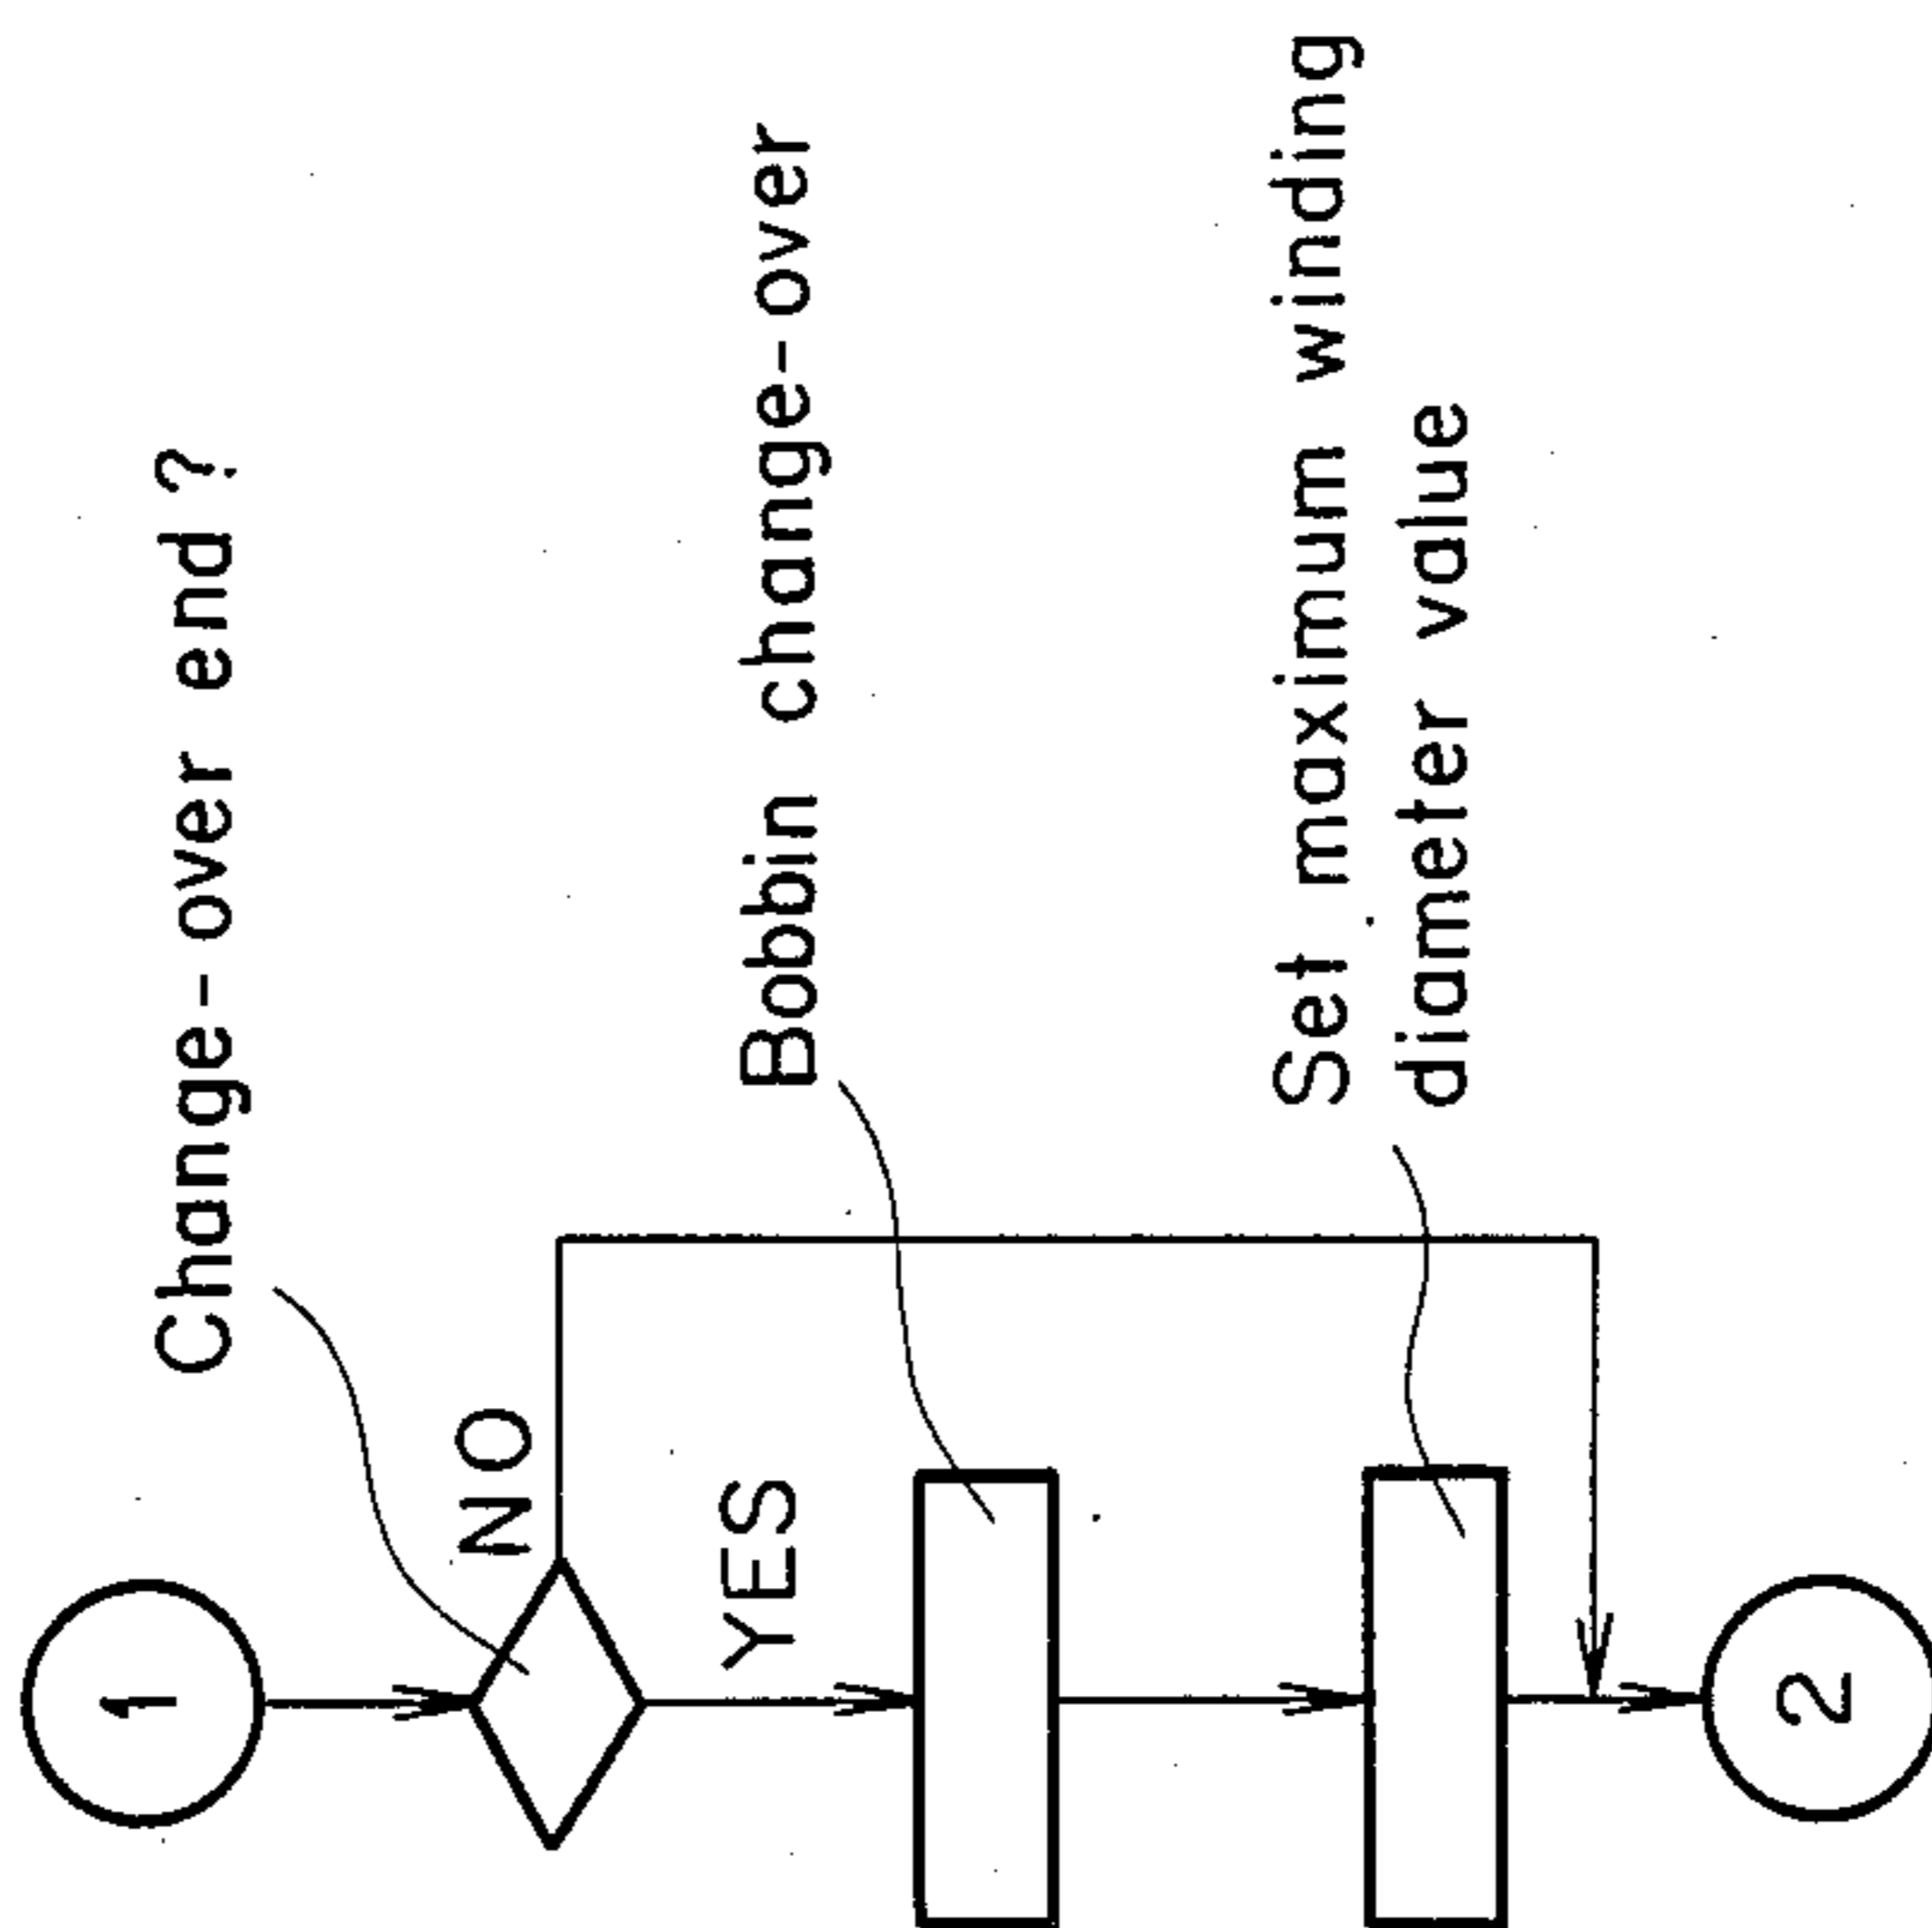 1
Change-over end?
NO
YES
Bobbin change-over
Set maximum winding
diameter value
2